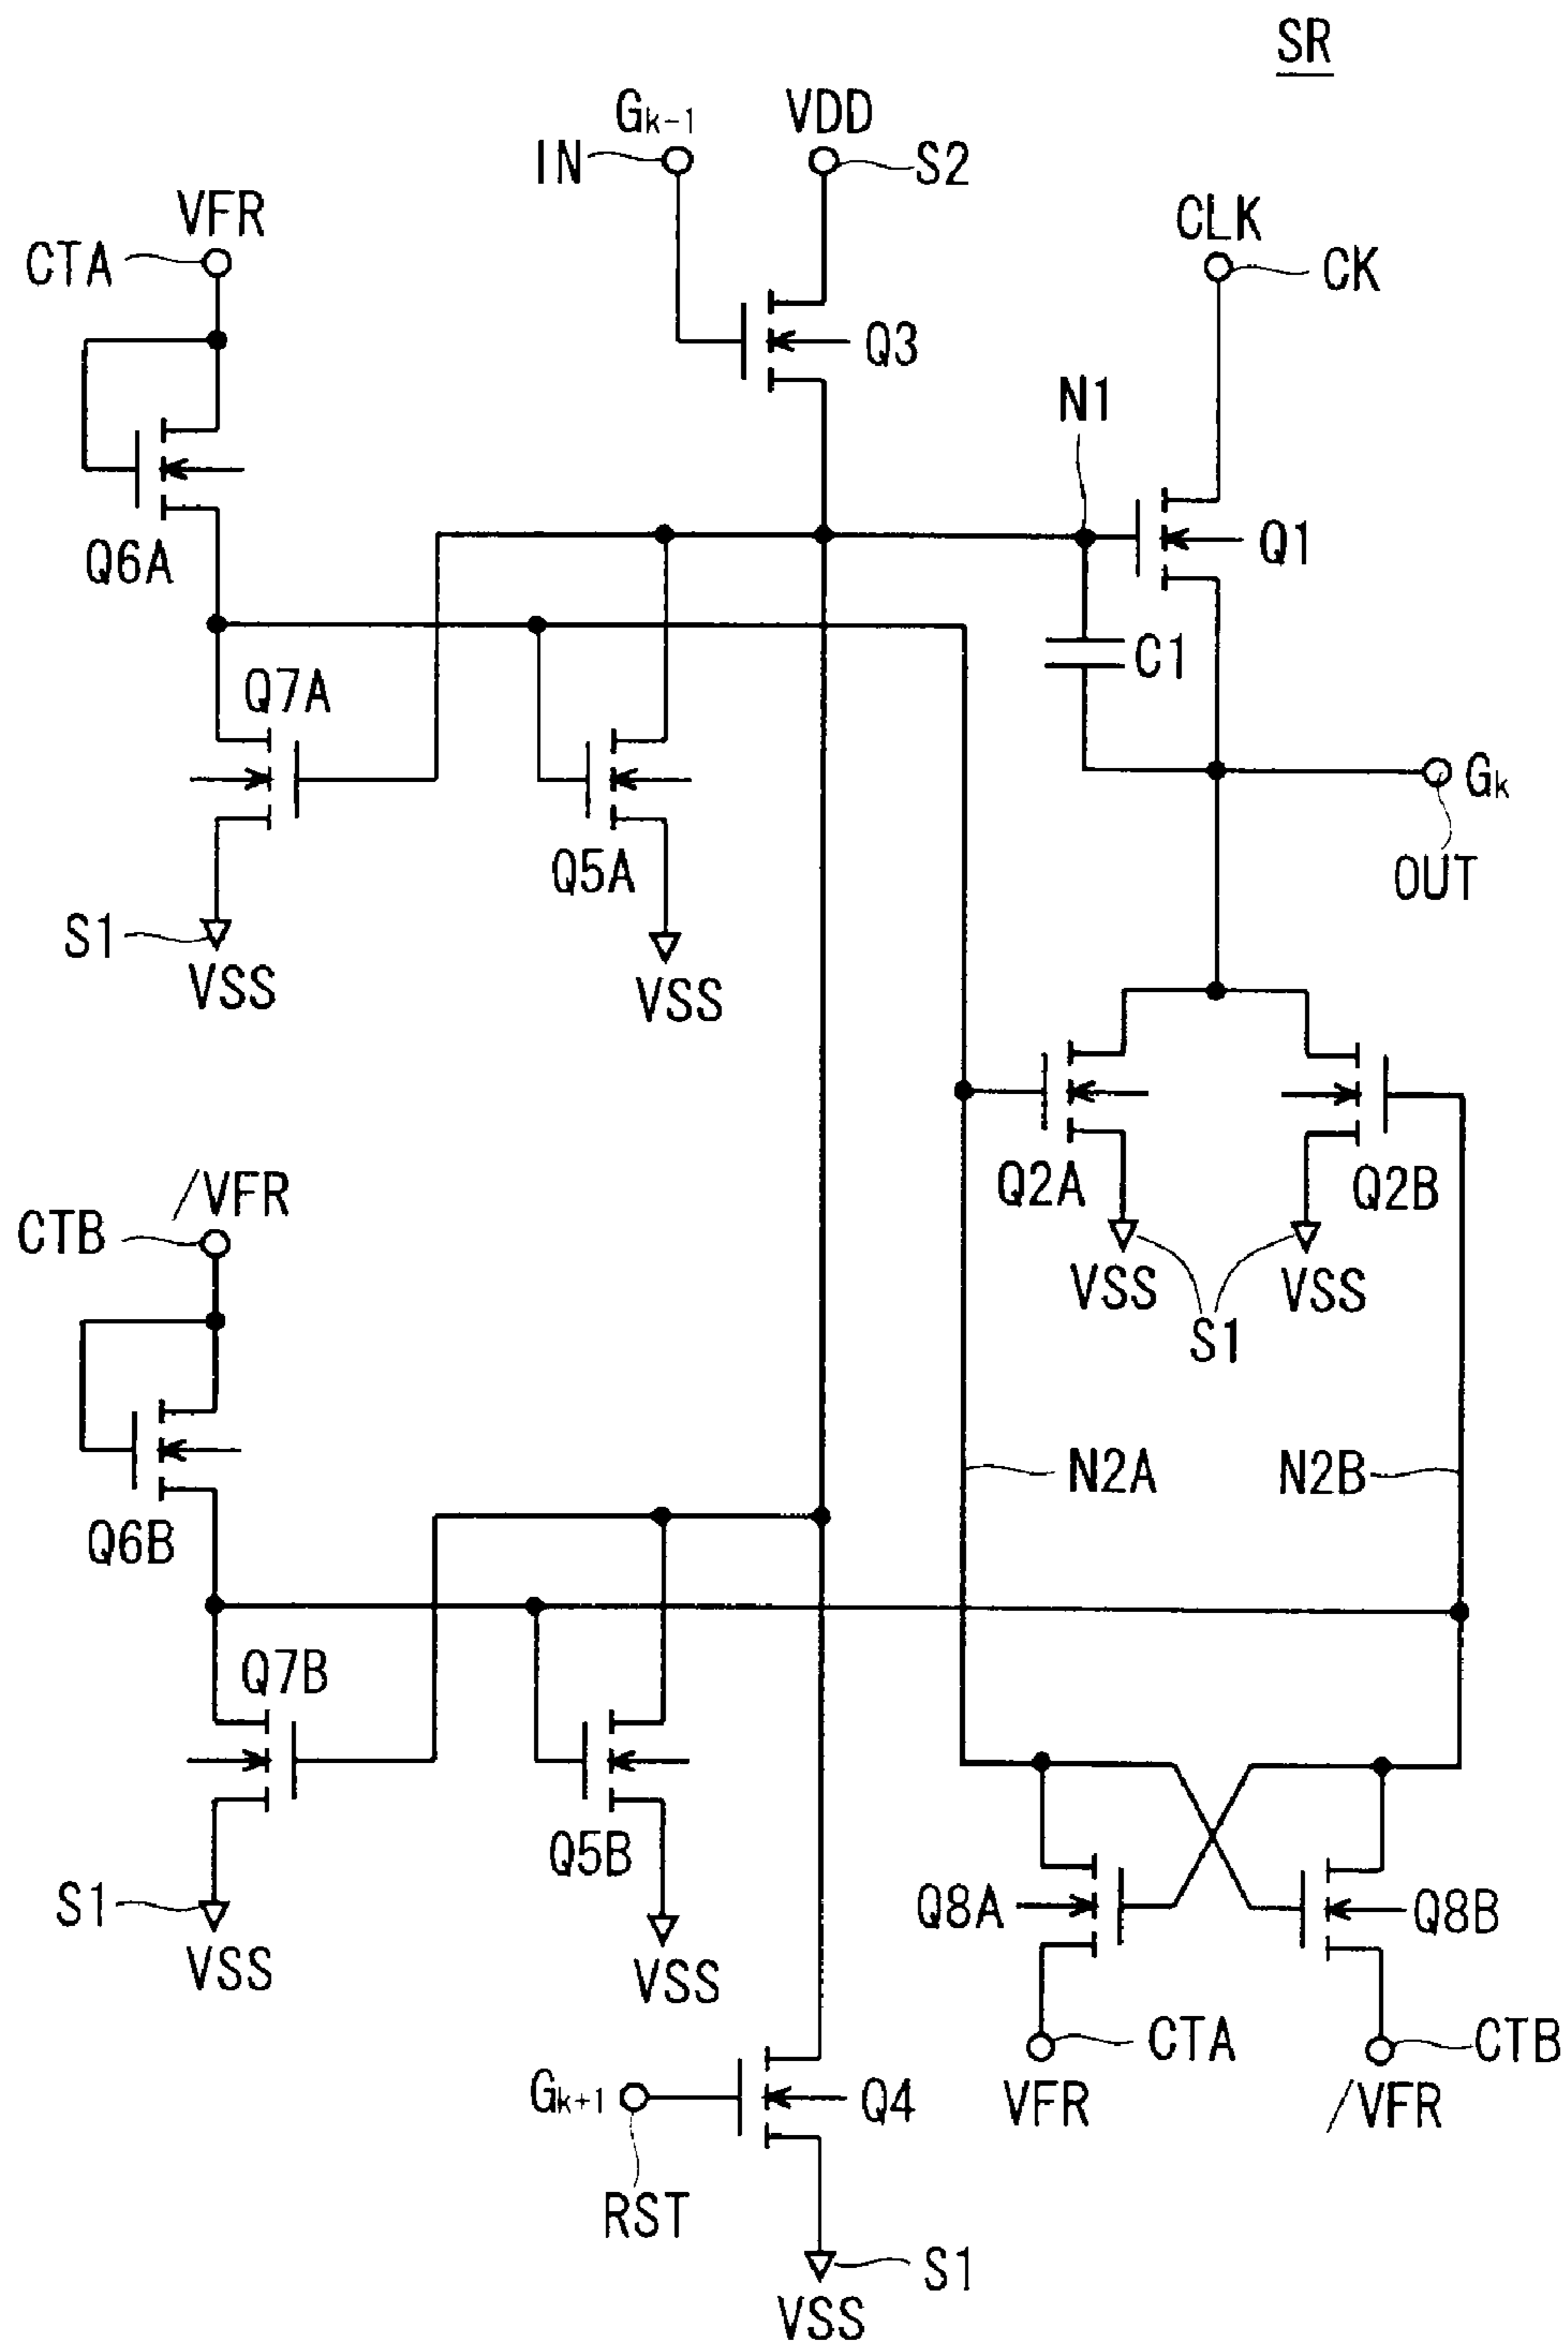 SR
Gk-1
VDD
IN
S2
VFR
CTA
CLK
CK
Q3
N1
Q1
Q6A
C1
Q7A
Gk
Q5A
OUT
S1
VSS
VSS
Q2A
Q2B
/VFR
CTB
VSS
VSS
S1
N2A
N2B
Q6B
Q7B
Q5B
S1
Q8A
Q8B
VSS
VSS
CTA
CTB
Gk+1
Q4
VFR
/VFR
RST
S1
VSS